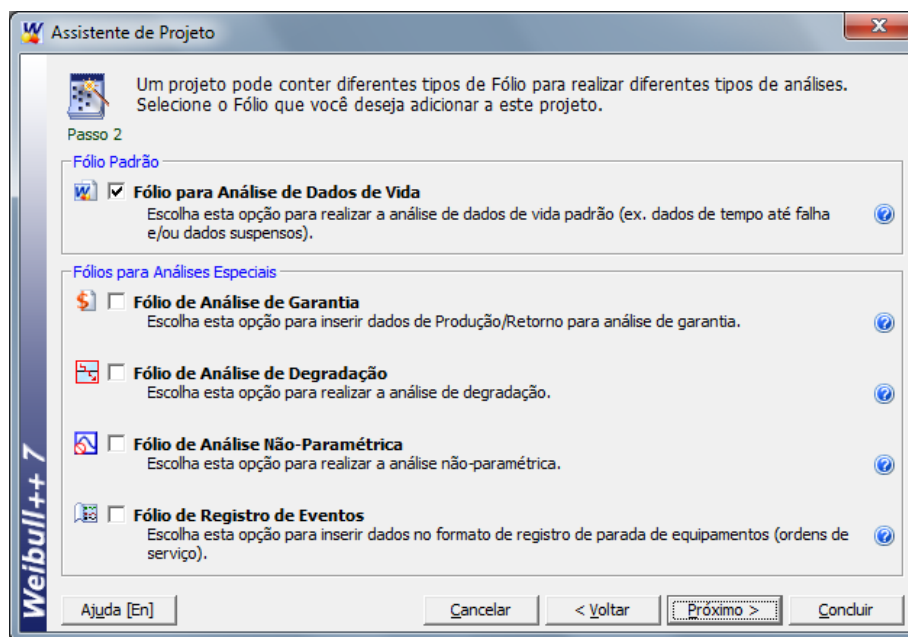 Assistente de Projeto
Um projeto pode conter diferentes tipos de Fólio para realizar diferentes tipos de análises.
Selecione o Fólio que você deseja adicionar a este projeto.
Passo 2
Fólio Padrão
Fólio para Análise de Dados de Vida
Escolha esta opção para realizar a análise de dados de vida padrão (ex. dados de tempo até falha
e/ou dados suspensos).
Fólios para Análises Especiais
Fólio de Análise de Garantia
Escolha esta opção para inserir dados de Produção/Retorno para análise de garantia.
Fólio de Análise de Degradação
Escolha esta opção para realizar a análise de degradação.
Fólio de Análise Não-Paramétrica
Escolha esta opção para realizar a análise não-paramétrica.
Fólio de Registro de Eventos
Escolha esta opção para inserir dados no formato de registro de parada de equipamentos (ordens de
serviço).
Weibull++ 7
Ajuda [En]
Cancelar
< Voltar
Próximo >
Concluir